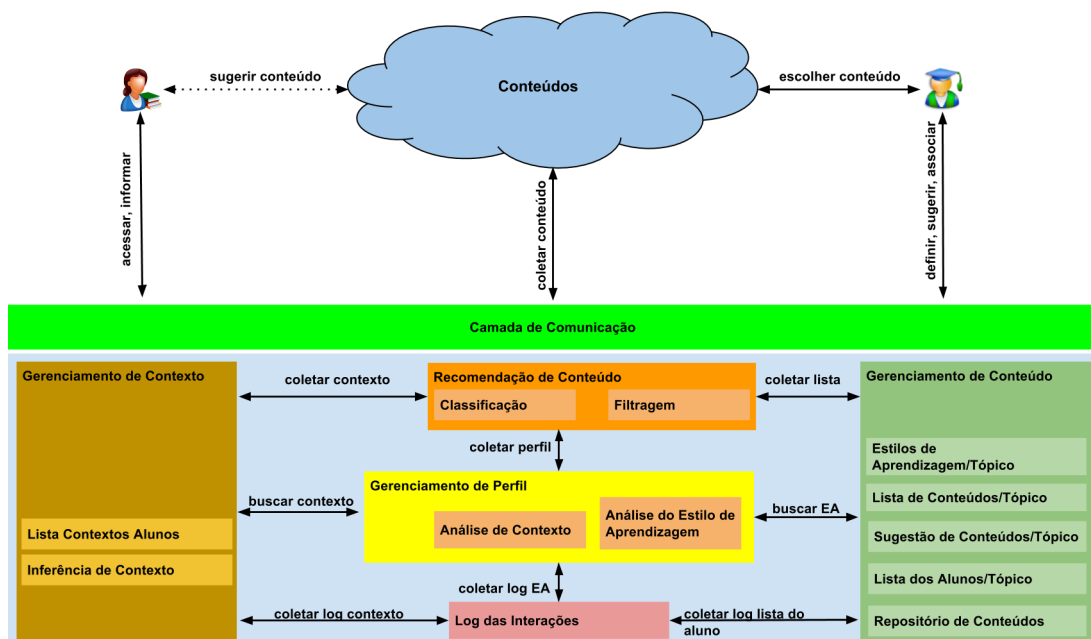 sugerir conteúdo
Conteúdos
escolher conteúdo
acessar, informar
coletar conteúdo
definir, sugerir, associar
Camada de Comunicação
Gerenciamento de Contexto
coletar contexto
Recomendação de Conteúdo
coletar lista
Gerenciamento de Conteúdo
Classificação
Filtragem
coletar perfil
Estilos de
Aprendizagem/Tópico
Gerenciamento de Perfil
buscar contexto
buscar EA
Lista de Conteúdos/Tópico
Análise de Contexto
Análise do Estilo de
Aprendizagem
Lista Contextos Alunos
Sugestão de Conteúdos/Tópico
Inferência de Contexto
coletar log EA
Lista dos Alunos/Tópico
coletar log contexto
Log das Interações
coletar log lista do
aluno
Repositório de Conteúdos